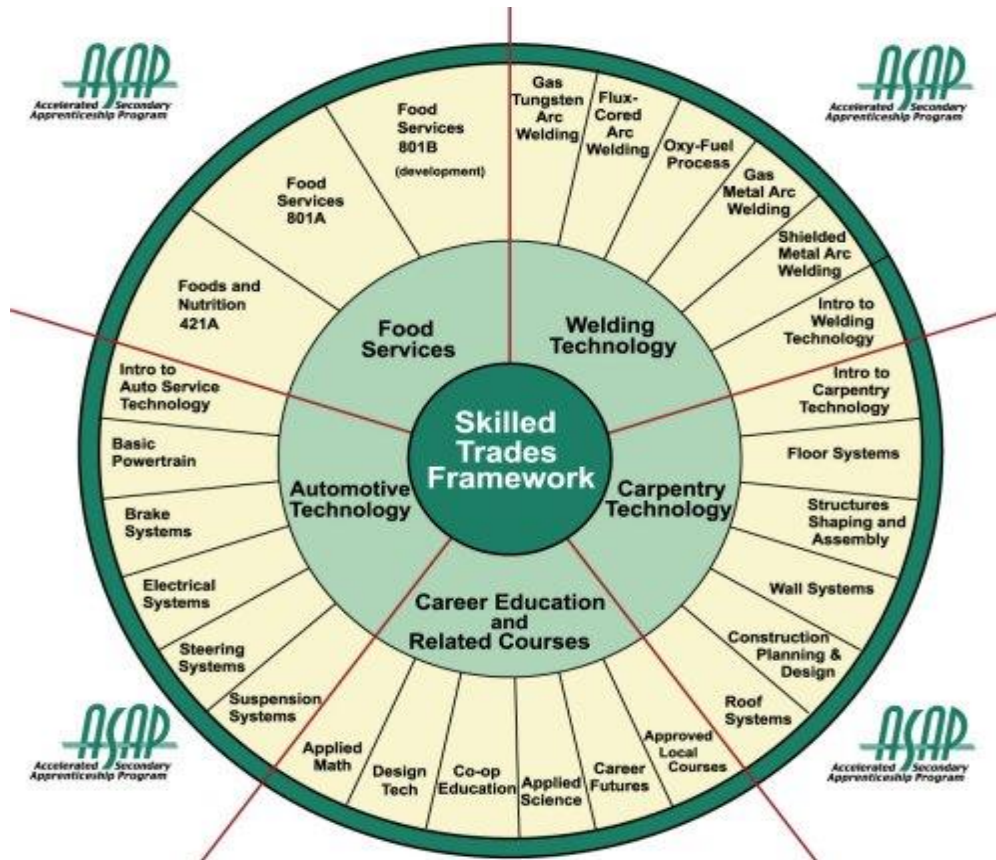 ASAP
Accelerated Secondary
Apprenticeship Program
ASAP
Accelerated Secondary
Apprenticeship Program
Skilled
Trades
Framework
Welding
Technology
Gas
Tungsten
Arc
Welding
Flux-
Cored
Arc
Welding
Oxy-Fuel
Process
Gas
Metal Arc
Welding
Shielded
Metal Arc
Welding
Intro to
Welding
Technology
Carpentry
Technology
Intro to
Carpentry
Technology
Floor Systems
Structures
Shaping and
Assembly
Wall Systems
Construction
Planning &
Design
Roof
Systems
Career Education
and
Related Courses
Approved
Local
Courses
Career
Futures
Applied
Science
Co-op
Education
Design
Tech
Applied
Math
Automotive
Technology
Suspension
Systems
Steering
Systems
Electrical
Systems
Brake
Systems
Basic
Powertrain
Intro to
Auto Service
Technology
Food
Services
Foods and
Nutrition
421A
Food
Services
801A
Food
Services
801B
(development)
ASAP
Accelerated Secondary
Apprenticeship Program
ASAP
Accelerated Secondary
Apprenticeship Program